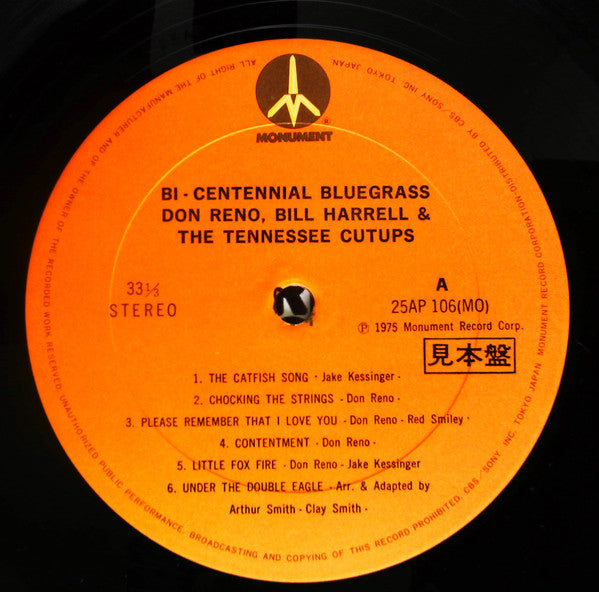 MONUMENT
®
BI - CENTENNIAL BLUEGRASS
DON RENO, BILL HARRELL &
THE TENNESSEE CUTUPS
33⅓
STEREO
A
25AP 106(MO)
Ⓟ 1975 Monument Record Corp.
見本盤
1. THE CATFISH SONG · Jake Kessinger ·
2. CHOCKING THE STRINGS · Don Reno ·
3. PLEASE REMEMBER THAT I LOVE YOU · Don Reno · Red Smiley ·
4. CONTENTMENT · Don Reno ·
5. LITTLE FOX FIRE · Don Reno · Jake Kessinger
6. UNDER THE DOUBLE EAGLE · Arr. & Adapted by
Arthur Smith · Clay Smith ·
ALL RIGHT OF THE MANUFACTURER AND OF THE OWNER OF THE RECORDED WORK RESERVED. UNAUTHORIZED PUBLIC PERFORMANCE, BROADCASTING AND COPYING OF THIS RECORD PROHIBITED. CBS/SONY INC. TOKYO JAPAN. MONUMENT RECORD CORPORATION-DISTRIBUTED BY CBS/SONY INC TOKYO JAPAN